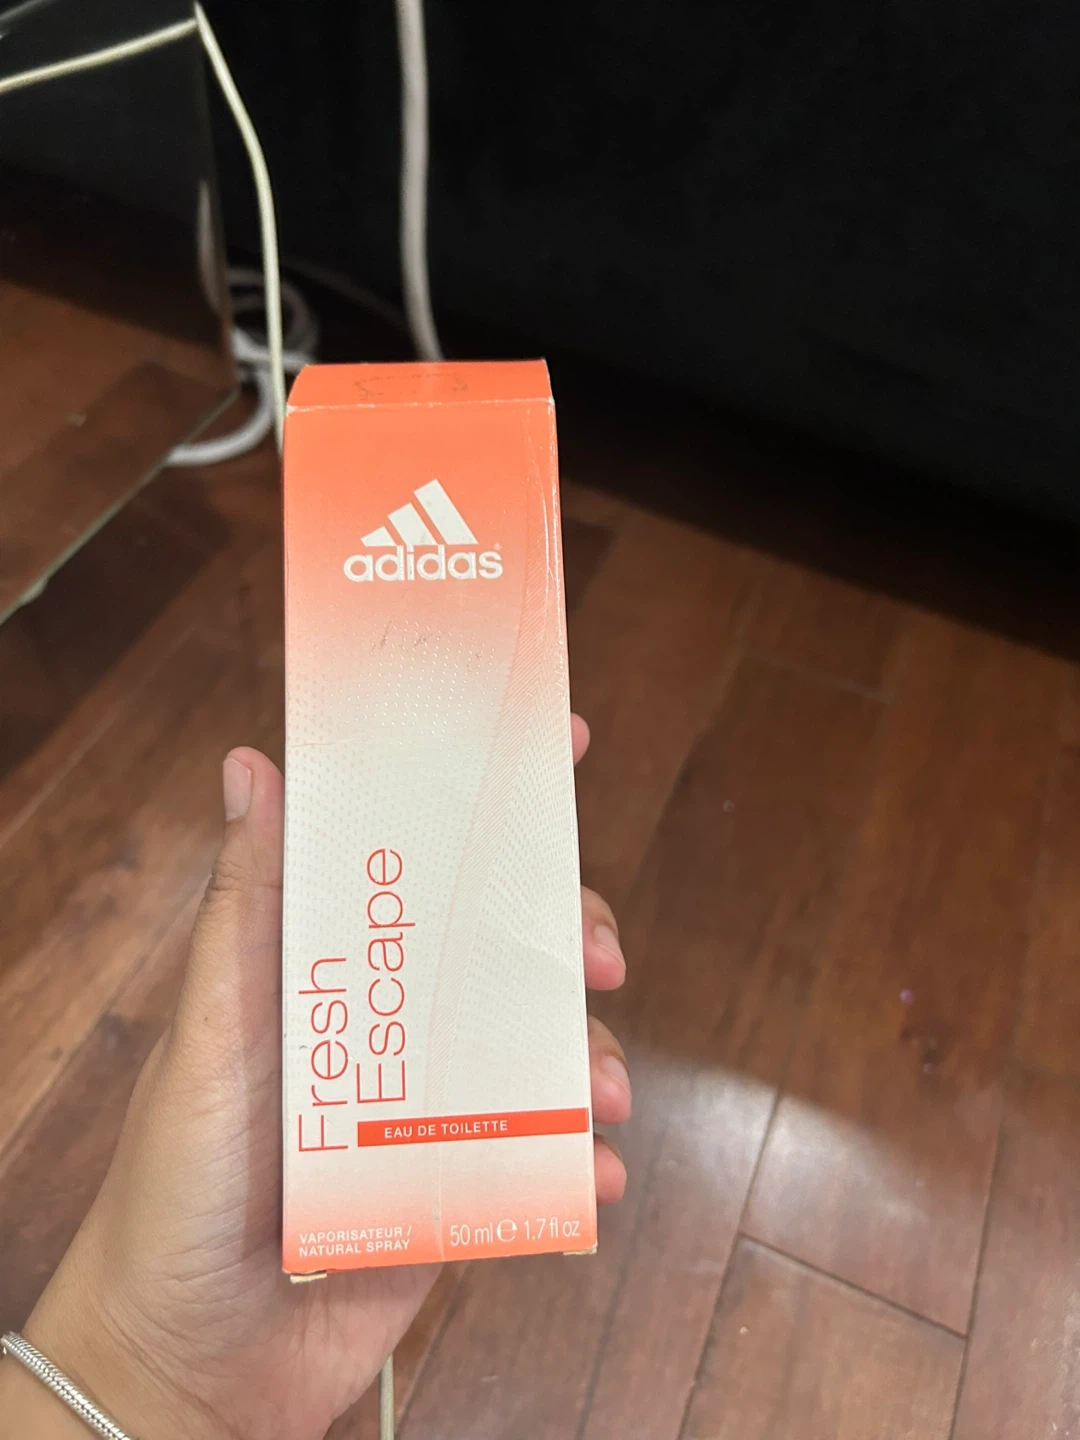 adidas®
Fresh
Escape
EAU DE TOILETTE
VAPORISATEUR /
NATURAL SPRAY
50 ml ℮ 1.7 fl oz